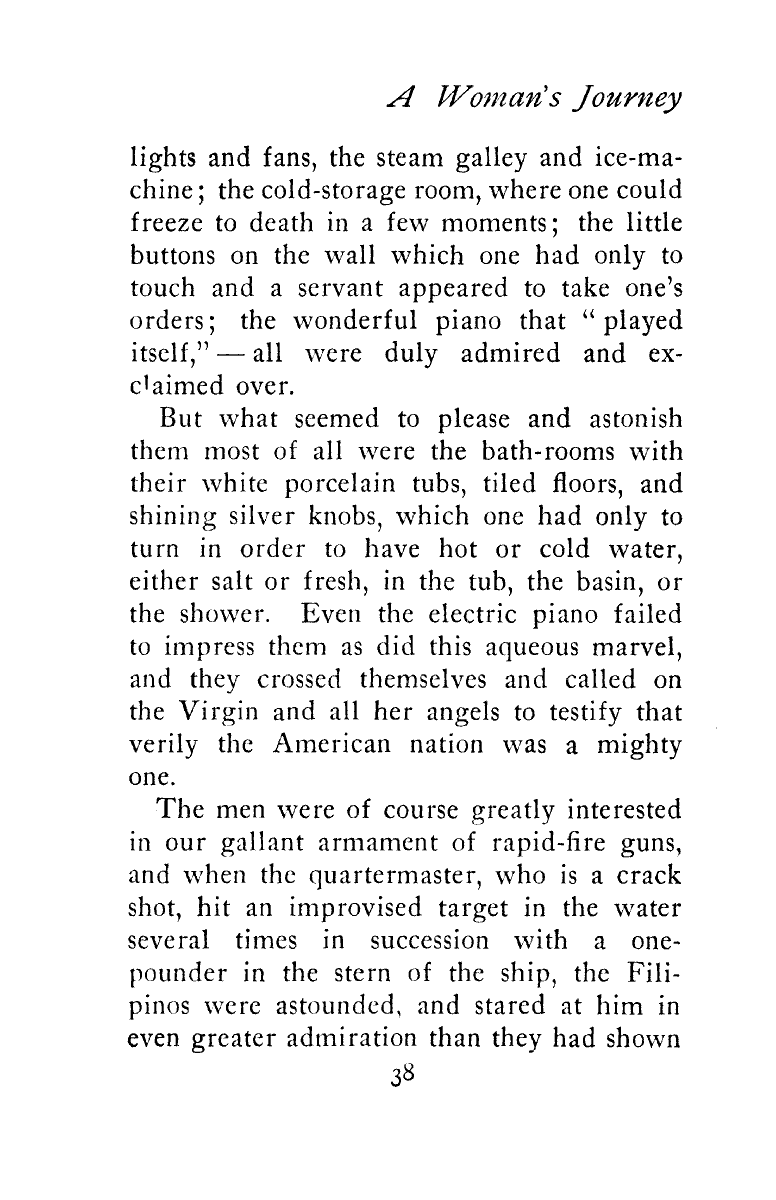 A Woman's Journey
lights and fans, the steam galley and ice-ma-
chine; the cold-storage room, where one could
freeze to death in a few moments; the little
buttons on the wall which one had only to
touch and a servant appeared to take one's
orders; the wonderful piano that " played
itself," — all were duly admired and ex-
claimed over.
But what seemed to please and astonish
them most of all were the bath-rooms with
their white porcelain tubs, tiled floors, and
shining silver knobs, which one had only to
turn in order to have hot or cold water,
either salt or fresh, in the tub, the basin, or
the shower. Even the electric piano failed
to impress them as did this aqueous marvel,
and they crossed themselves and called on
the Virgin and all her angels to testify that
verily the American nation was a mighty
one.
The men were of course greatly interested
in our gallant armament of rapid-fire guns,
and when the quartermaster, who is a crack
shot, hit an improvised target in the water
several times in succession with a one-
pounder in the stern of the ship, the Fili-
pinos were astounded, and stared at him in
even greater admiration than they had shown
38